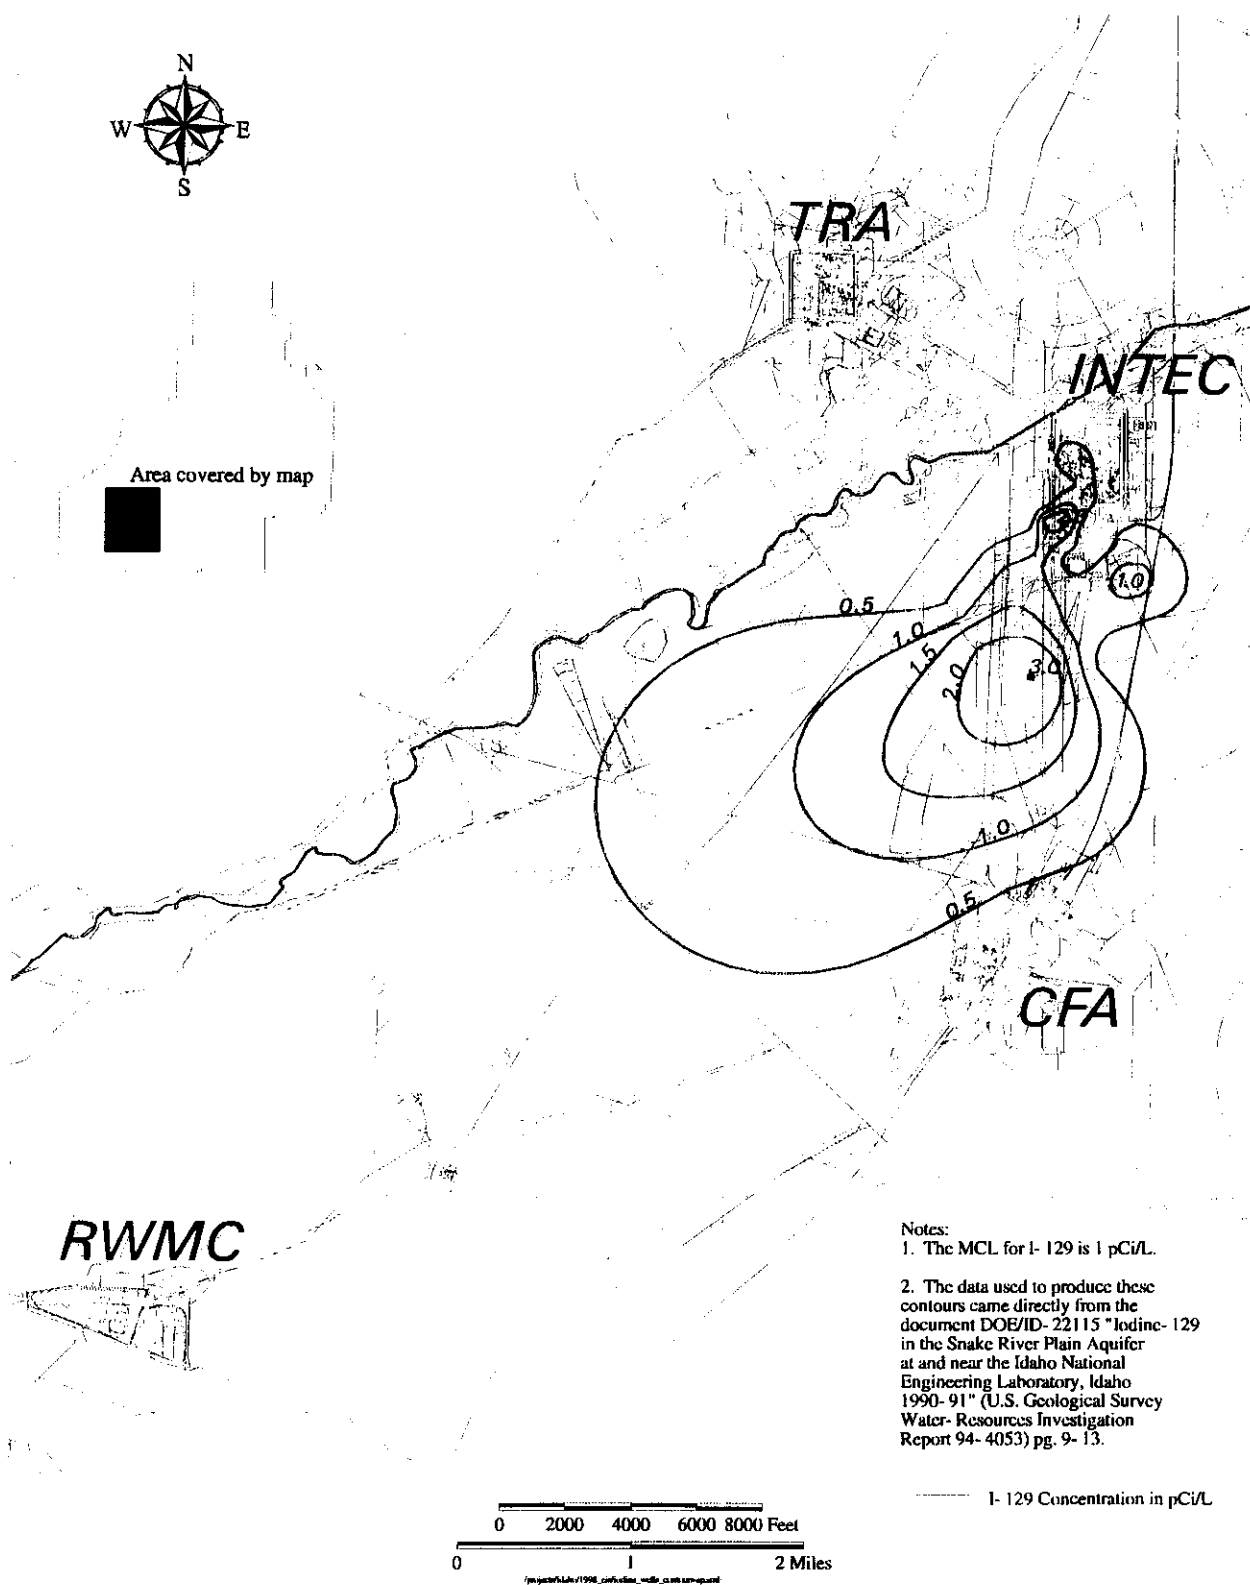 N
W E
S
TRA
INTEC
Area covered by map
1.0
0.5
1.0
1.5
2.0
3.0
1.0
0.5
CFA
RWMC
Notes:
1. The MCL for I- 129 is 1 pCi/L.
2. The data used to produce these
contours came directly from the
document DOE/ID- 22115 "Iodine- 129
in the Snake River Plain Aquifer
at and near the Idaho National
Engineering Laboratory, Idaho
1990- 91" (U.S. Geological Survey
Water- Resources Investigation
Report 94- 4053) pg. 9- 13.
I- 129 Concentration in pCi/L
0 2000 4000 6000 8000 Feet
0 1 2 Miles